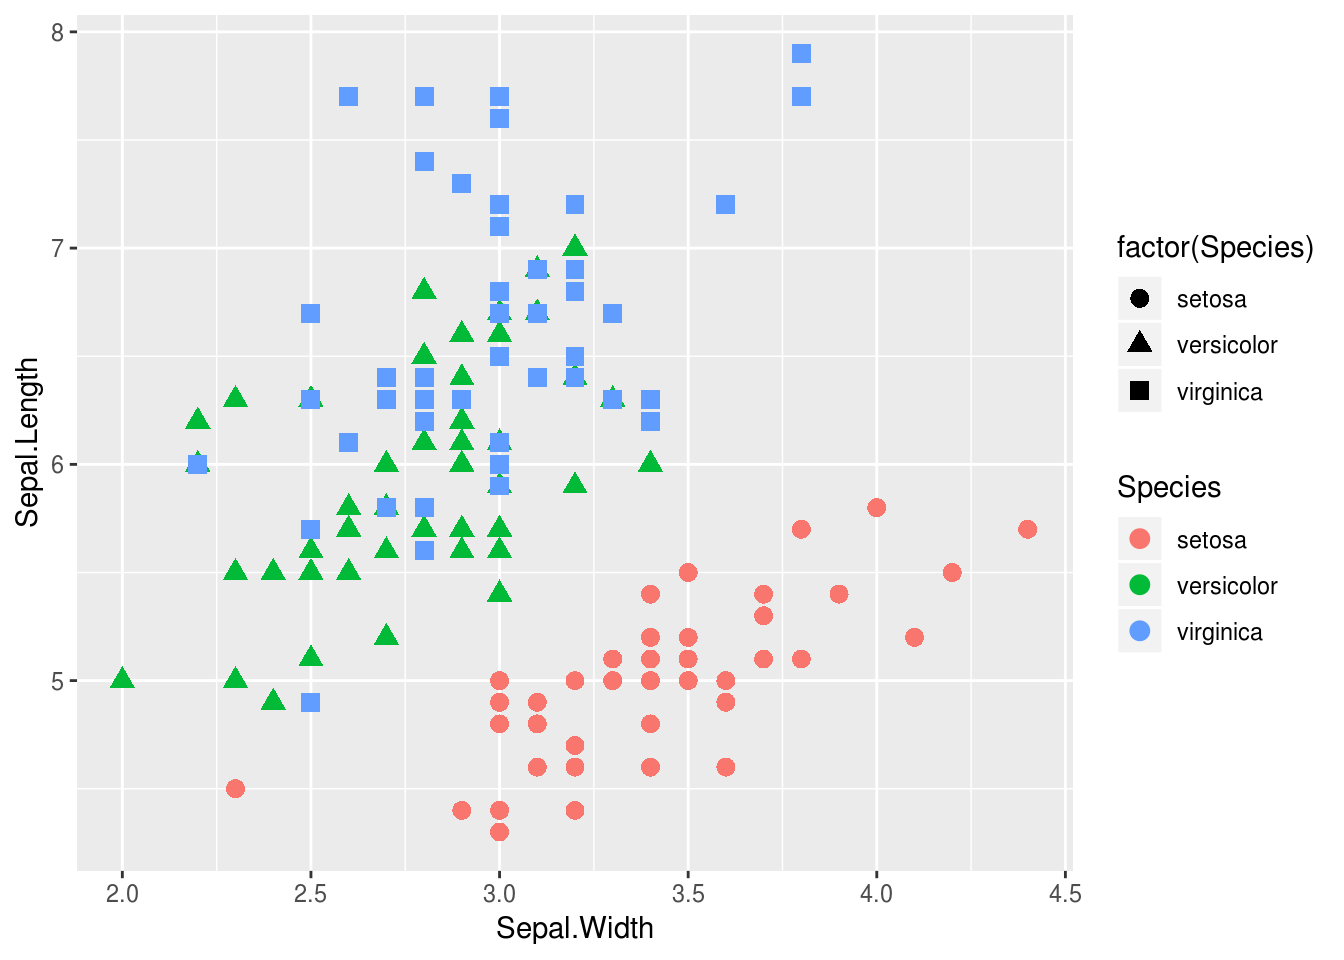 8
7
6
5
Sepal.Length
2.0 2.5 3.0 3.5 4.0 4.5
Sepal.Width
factor(Species)
setosa
versicolor
virginica
Species
setosa
versicolor
virginica